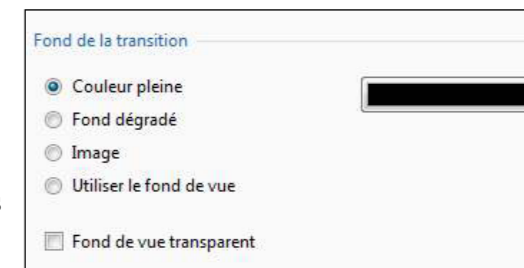 Fond de la transition
Couleur pleine
Fond dégradé
Image
Utiliser le fond de vue
Fond de vue transparent